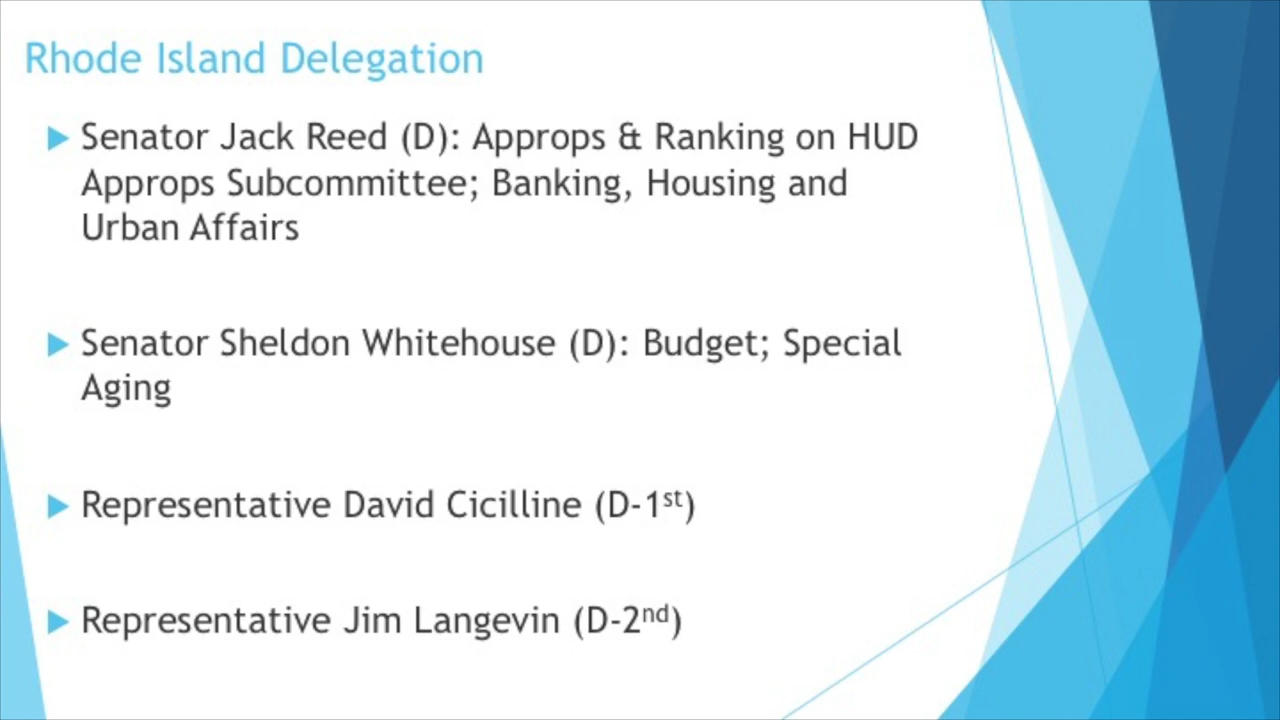 Rhode Island Delegation
Senator Jack Reed (D): Approps & Ranking on HUD
Approps Subcommittee; Banking, Housing and
Urban Affairs
Senator Sheldon Whitehouse (D): Budget; Special
Aging
Representative David Cicilline (D-1st)
Representative Jim Langevin (D-2nd)